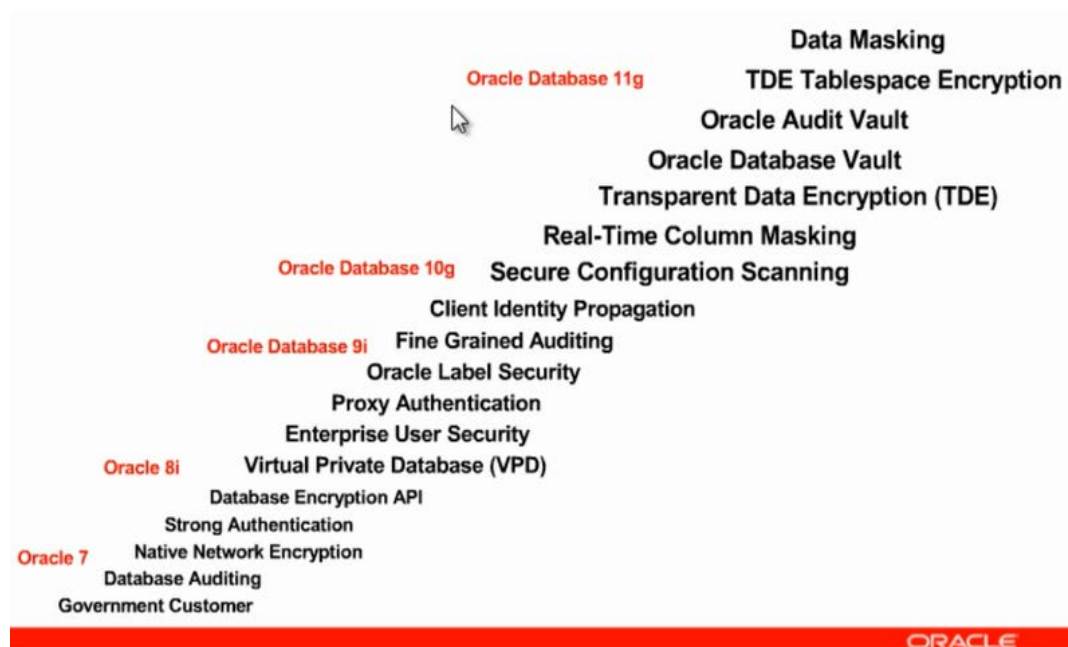 Data Masking
Oracle Database 11g TDE Tablespace Encryption
Oracle Audit Vault
Oracle Database Vault
Transparent Data Encryption (TDE)
Real-Time Column Masking
Oracle Database 10g Secure Configuration Scanning
Client Identity Propagation
Oracle Database 9i Fine Grained Auditing
Oracle Label Security
Proxy Authentication
Enterprise User Security
Oracle 8i Virtual Private Database (VPD)
Database Encryption API
Strong Authentication
Oracle 7 Native Network Encryption
Database Auditing
Government Customer
ORACLE